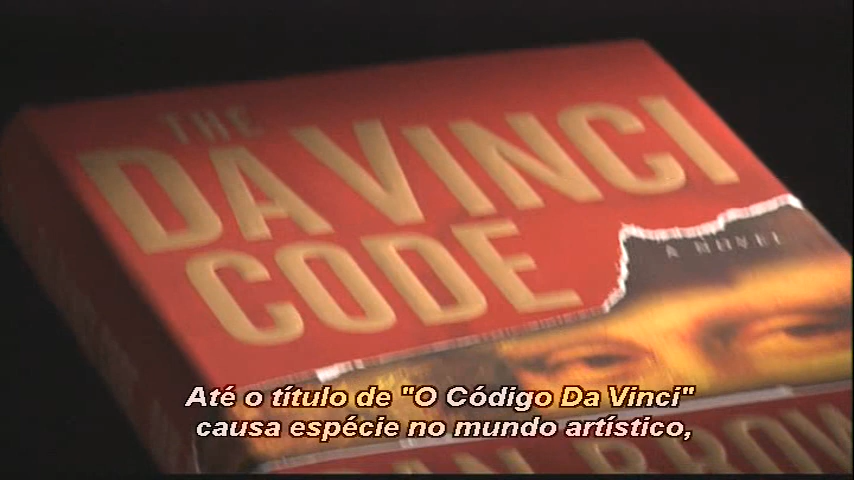 THE
DA VINCI
CODE
A NOVEL
Até o título de "O Código Da Vinci"
causa espécie no mundo artístico,